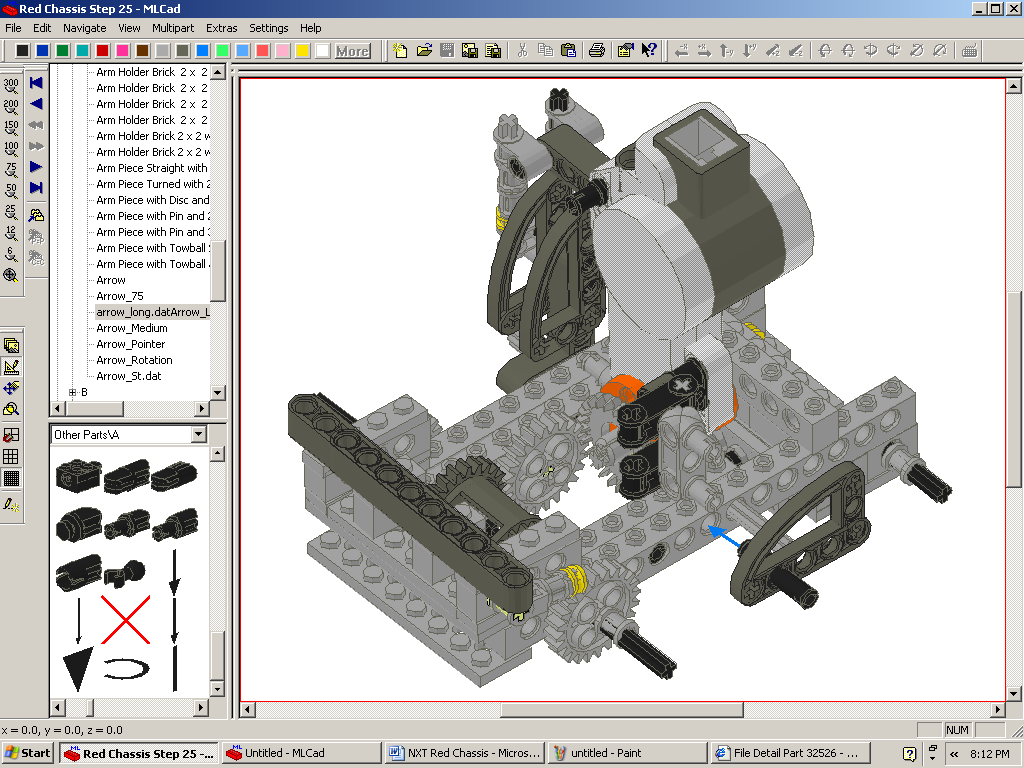 Red Chassis Step 25 - MLCad
File Edit Navigate View Multipart Extras Settings Help
More
300
200
150
100
75
50
25
12
6
Arm Holder Brick 2 x 2
Arm Holder Brick 2 x 2
Arm Holder Brick 2 x 2
Arm Holder Brick 2 x 2
Arm Holder Brick 2 x 2 w
Arm Holder Brick 2 x 2 w
Arm Piece Straight with
Arm Piece Turned with 2
Arm Piece with Disc and
Arm Piece with Pin and 2
Arm Piece with Pin and
Arm Piece with Towball
Arm Piece with Towball
Arrow
Arrow_75
arrow_long.datArrow_L
Arrow_Medium
Arrow_Pointer
Arrow_Rotation
Arrow_St.dat
B
Other Parts\A
x = 0.0, y = 0.0, z = 0.0
NUM
Start
Red Chassis Step 25 -...
Untitled - MLCad
NXT Red Chassis - Micros...
untitled - Paint
File Detail Part 32526 - ...
8:12 PM